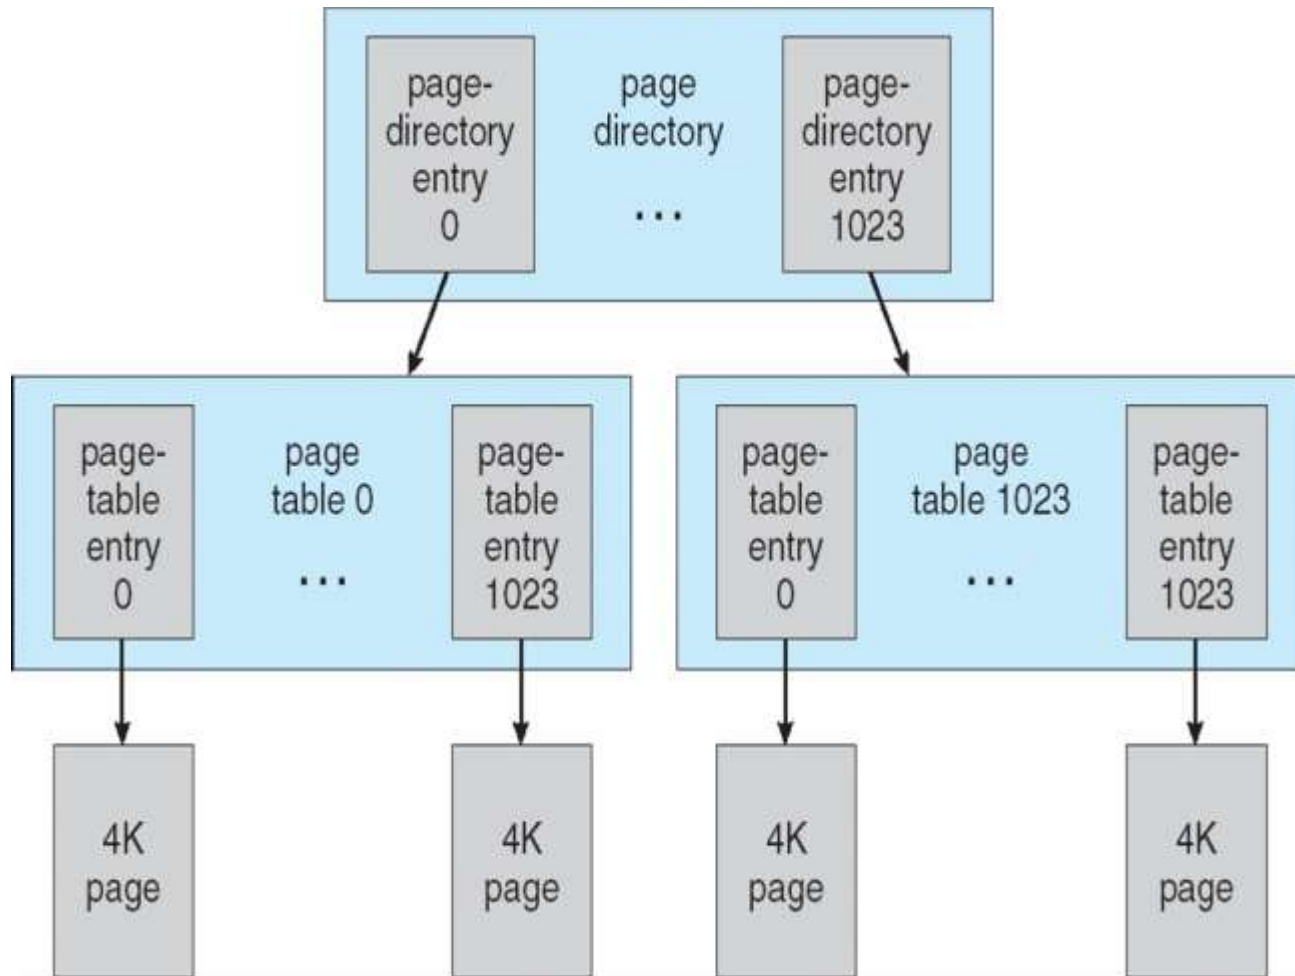 page-
directory
entry
0
page
directory
...
page-
directory
entry
1023
page-
table
entry
0
page
table 0
...
page-
table
entry
1023
page-
table
entry
0
page
table 1023
...
page-
table
entry
1023
4K
page
4K
page
4K
page
4K
page